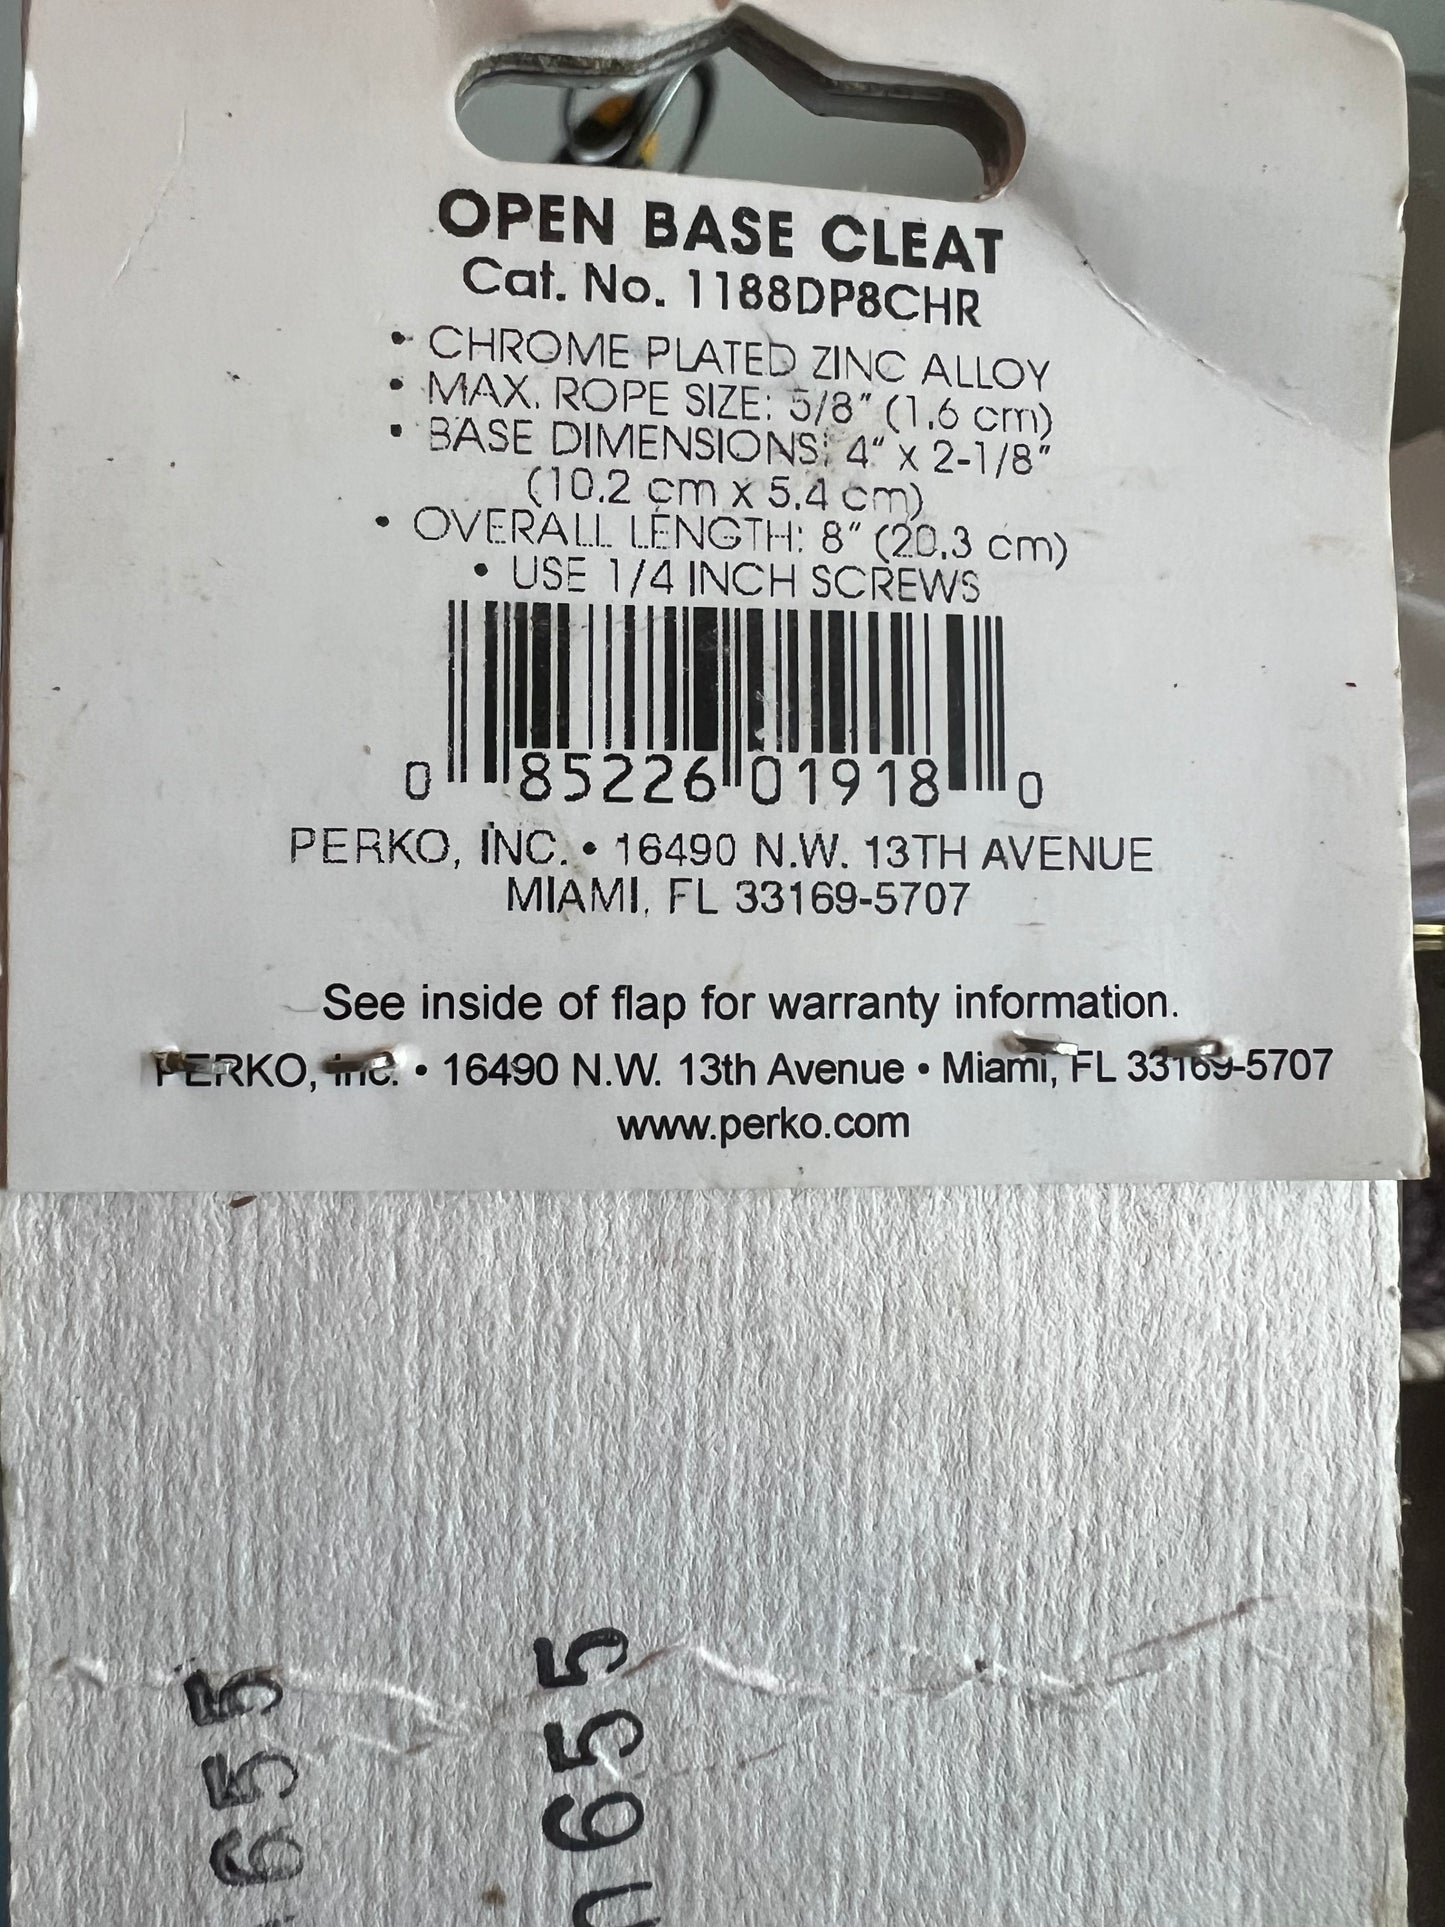 OPEN BASE CLEAT
Cat. No. 1188DP8CHR
• CHROME PLATED ZINC ALLOY
• MAX. ROPE SIZE: 5/8" (1.6 cm)
• BASE DIMENSIONS: 4" x 2-1/8"
(10.2 cm x 5.4 cm)
• OVERALL LENGTH: 8" (20.3 cm)
• USE 1/4 INCH SCREWS
0 85226 01918 0
PERKO, INC. • 16490 N.W. 13TH AVENUE
MIAMI, FL 33169-5707
See inside of flap for warranty information.
PERKO, Inc. • 16490 N.W. 13th Avenue • Miami, FL 33169-5707
www.perko.com
655
655